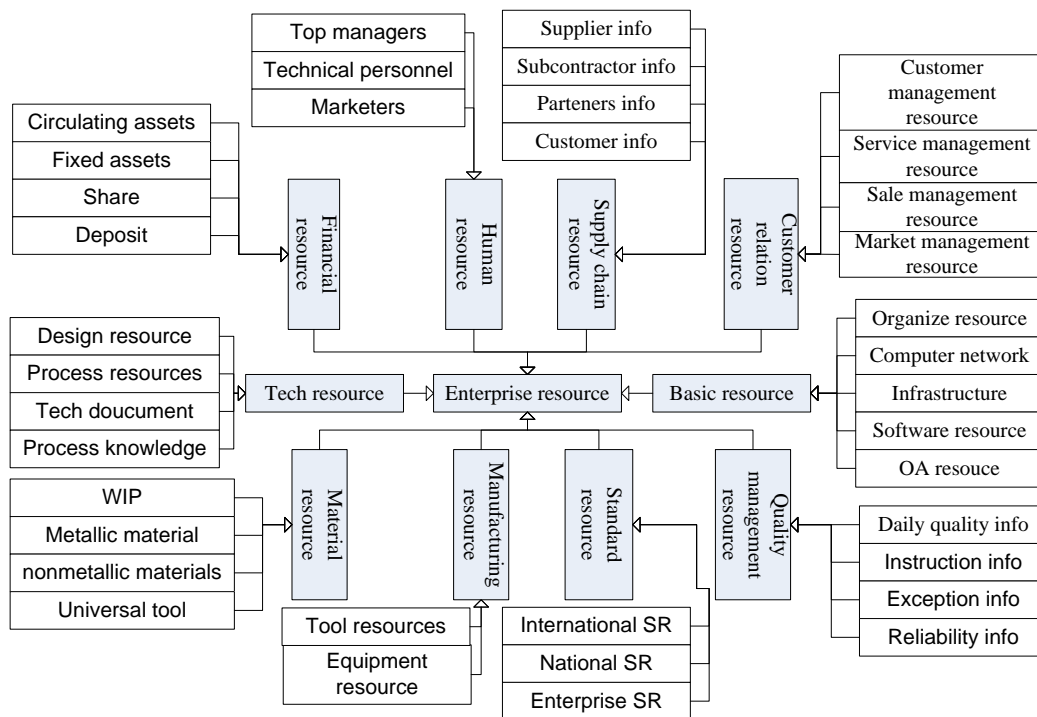 Top managers
Technical personnel
Marketers
Supplier info
Subcontractor info
Parteners info
Customer info
Customer
management
resource
Service management
resource
Sale management
resource
Market management
resource
Circulating assets
Fixed assets
Share
Deposit
Financial
resource
Human
resource
Supply chain
resource
Customer
relation
resource
Design resource
Process resources
Tech doucument
Process knowledge
Tech resource
Enterprise resource
Basic resource
Organize resource
Computer network
Infrastructure
Software resource
OA resouce
WIP
Metallic material
nonmetallic materials
Universal tool
Material
resource
Manufacturing
resource
Standard
resource
Quality
management
resource
Daily quality info
Instruction info
Exception info
Reliability info
Tool resources
Equipment
resource
International SR
National SR
Enterprise SR